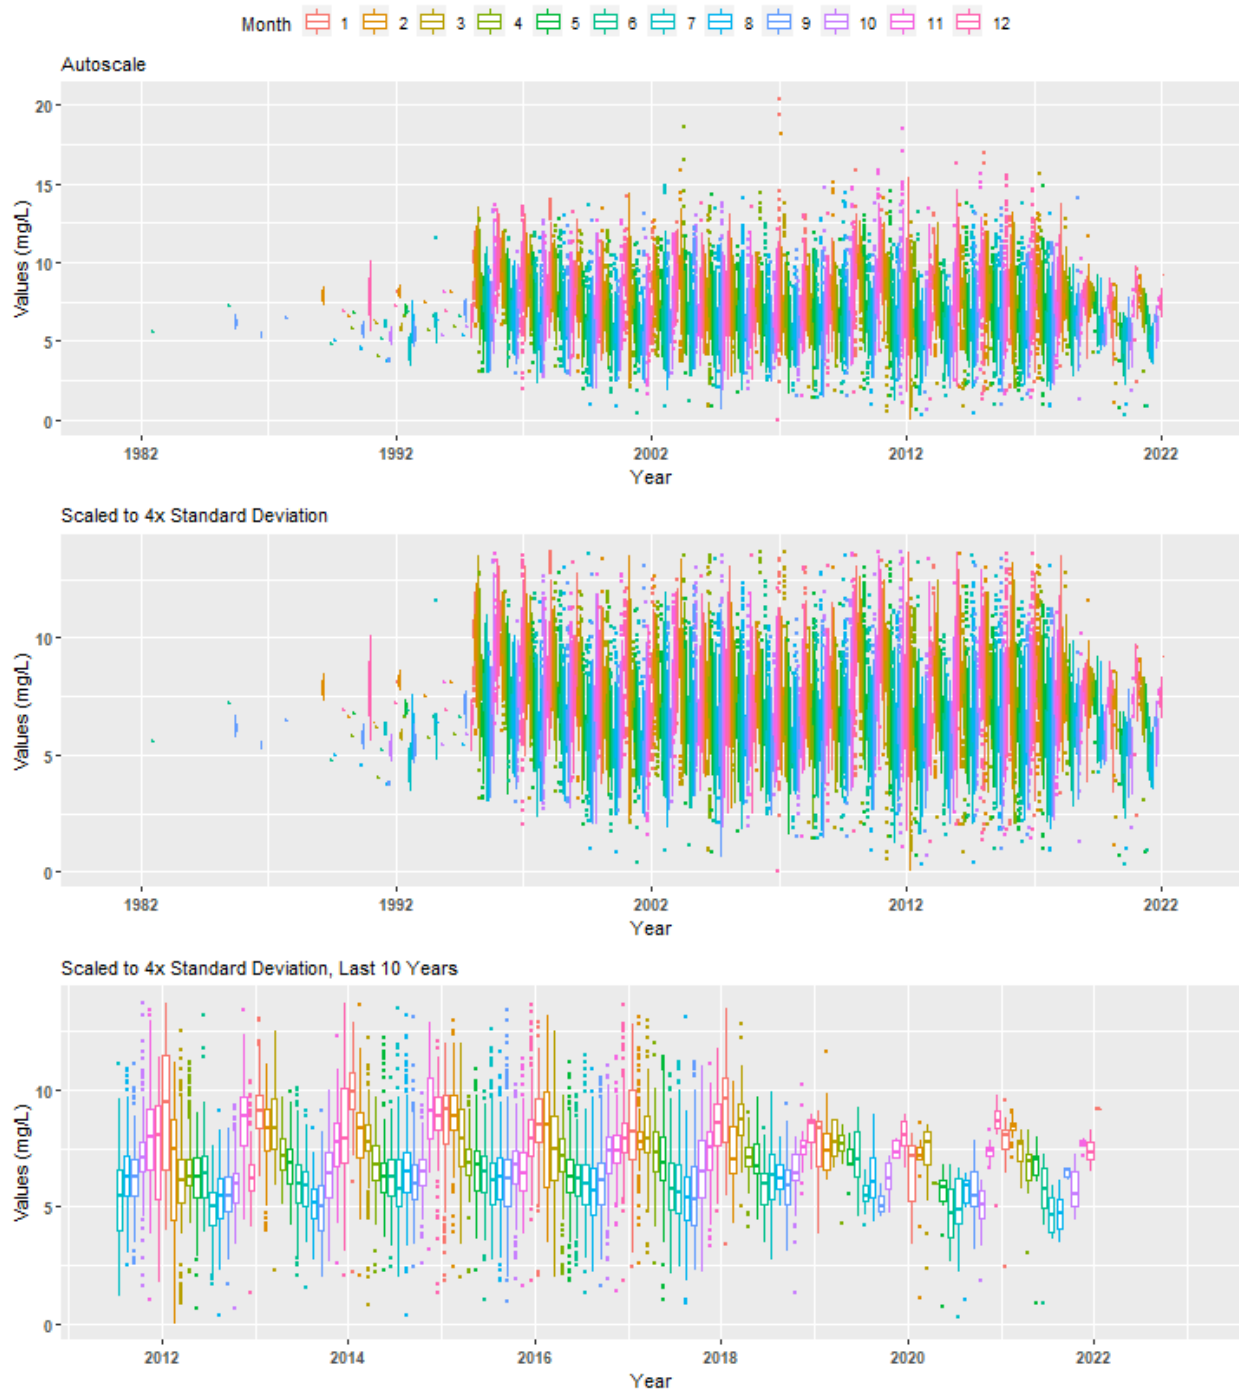 Month 1 2 3 4 5 6 7 8 9 10 11 12
Autoscale
20
15
10
5
0
Values (mg/L)
1982 1992 2002 2012 2022
Year
Scaled to 4x Standard Deviation
10
5
0
Values (mg/L)
1982 1992 2002 2012 2022
Year
Scaled to 4x Standard Deviation, Last 10 Years
10
5
0
Values (mg/L)
2012 2014 2016 2018 2020 2022
Year